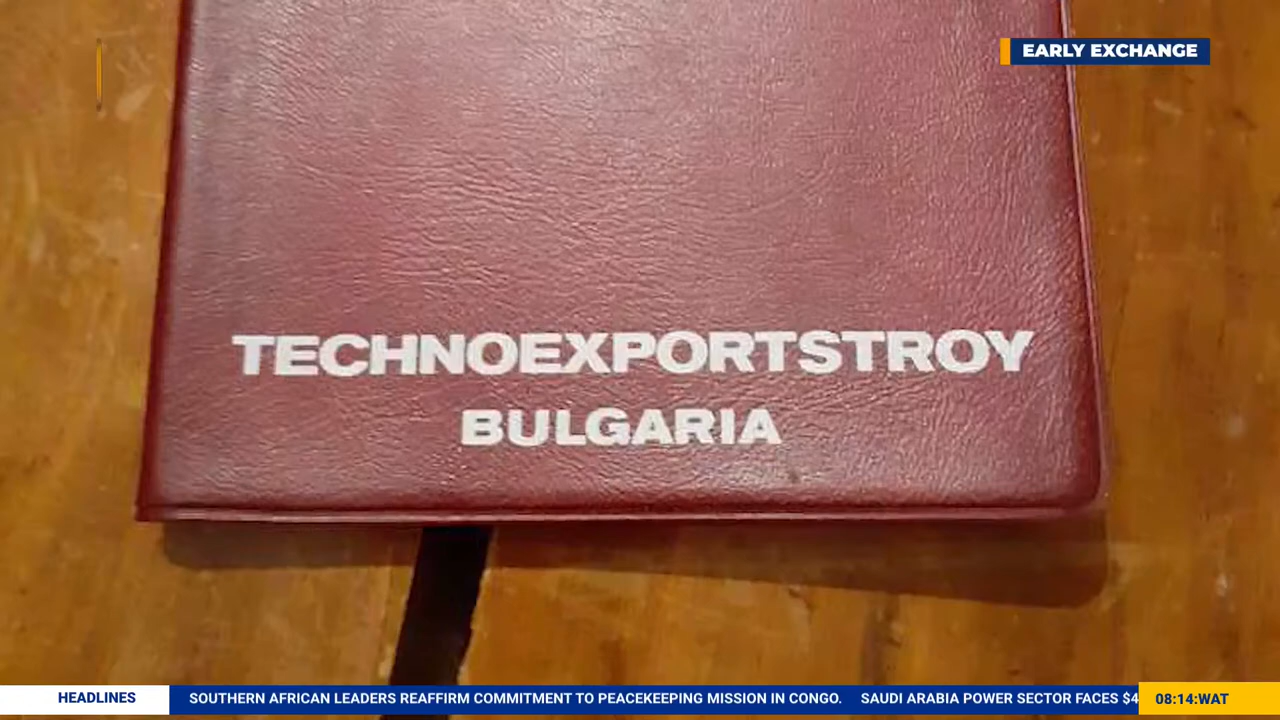 EARLY EXCHANGE
TECHNOEXPORTSTROY
BULGARIA
HEADLINES
SOUTHERN AFRICAN LEADERS REAFFIRM COMMITMENT TO PEACEKEEPING MISSION IN CONGO. SAUDI ARABIA POWER SECTOR FACES $4
08:14:WAT